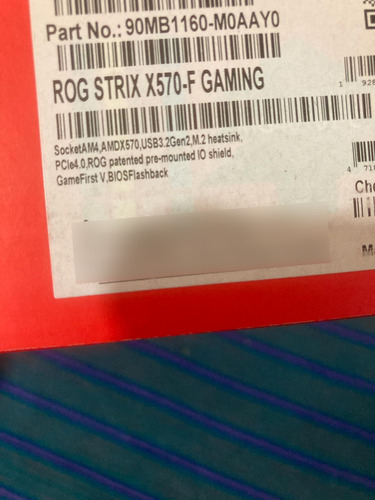 Part No.: 90MB1160-M0AAY0
ROG STRIX X570-F GAMING
SocketAM4,AMDX570,USB3.2Gen2,M.2 heatsink,
PCIe4.0,ROG patented pre-mounted IO shield,
GameFirst V,BIOSFlashback